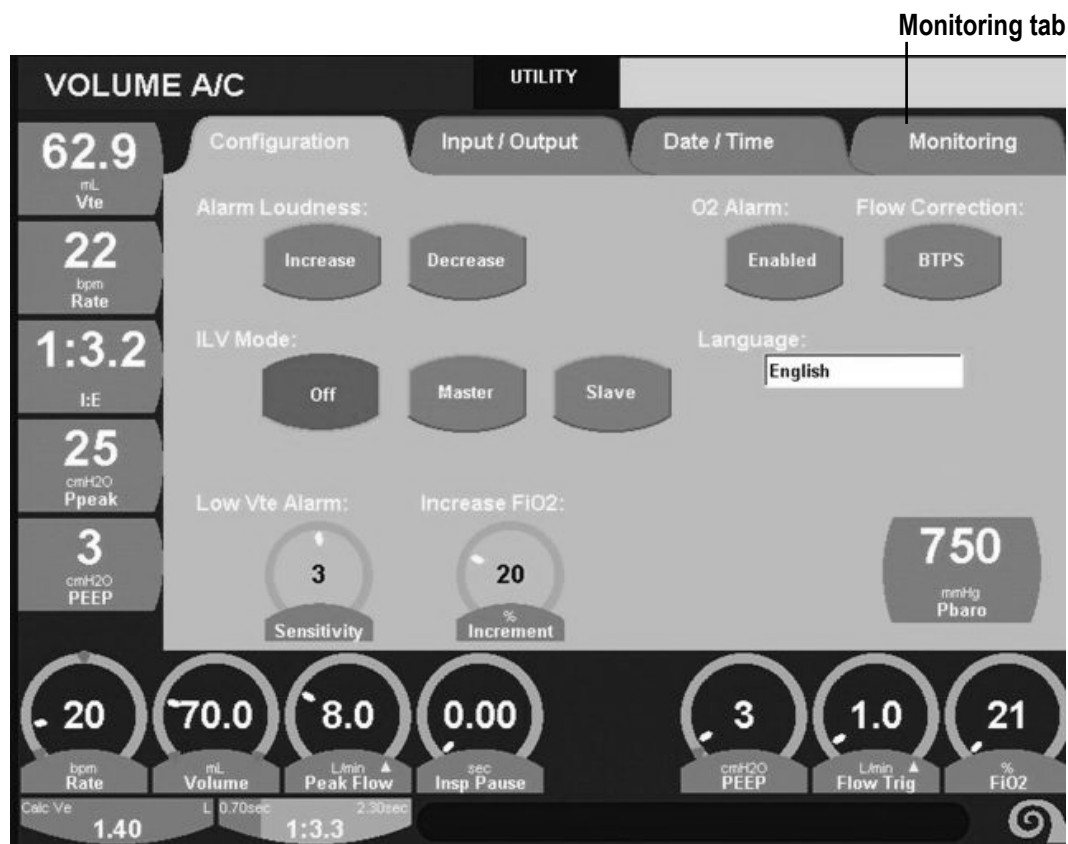 Monitoring tab
VOLUME A/C
UTILITY
Configuration
Input / Output
Date / Time
Monitoring
62.9
mL
Vte
22
bpm
Rate
1:3.2
I:E
25
cmH2O
Ppeak
3
cmH2O
PEEP
Alarm Loudness:
Increase
Decrease
O2 Alarm:
Enabled
Flow Correction:
BTPS
ILV Mode:
Off
Master
Slave
Language:
English
Low Vte Alarm:
3
Sensitivity
Increase FiO2:
20
%
Increment
750
mmHg
Pbaro
20
bpm
Rate
70.0
mL
Volume
8.0
L/min
Peak Flow
0.00
sec
Insp Pause
3
cmH2O
PEEP
1.0
L/min
Flow Trig
21
%
FiO2
Calc Ve L
1.40
0.70sec 2.30sec
1:3.3